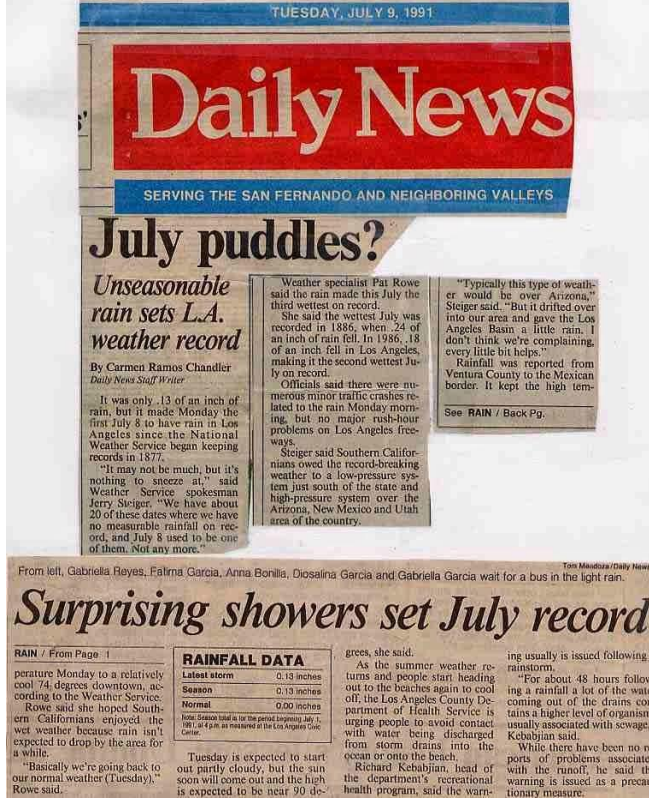 TUESDAY, JULY 9, 1991
Daily News
SERVING THE SAN FERNANDO AND NEIGHBORING VALLEYS
July puddles?
Unseasonable
rain sets L.A.
weather record
By Carmen Ramos Chandler
Daily News Staff Writer
It was only .13 of an inch of
rain, but it made Monday the
first July 8 to have rain in Los
Angeles since the National
Weather Service began keeping
records in 1877.
"It may not be much, but it's
nothing to sneeze at," said
Weather Service spokesman
Jerry Steiger. "We have about
20 of these dates where we have
no measurable rainfall on rec-
ord, and July 8 used to be one
of them. Not any more."
Weather specialist Pat Rowe
said the rain made this July the
third wettest on record.
She said the wettest July was
recorded in 1886, when .24 of
an inch of rain fell. In 1986, .18
of an inch fell in Los Angeles,
making it the second wettest Ju-
ly on record.
Officials said there were nu-
merous minor traffic crashes re-
lated to the rain Monday morn-
ing, but no major rush-hour
problems on Los Angeles free-
ways.
Steiger said Southern Califor-
nians owed the record-breaking
weather to a low-pressure sys-
tem just south of the state and
high-pressure system over the
Arizona, New Mexico and Utah
area of the country.
"Typically this type of weath-
er would be over Arizona,"
Steiger said. "But it drifted over
into our area and gave the Los
Angeles Basin a little rain. I
don't think we're complaining,
every little bit helps."
Rainfall was reported from
Ventura County to the Mexican
border. It kept the high tem-
See RAIN / Back Pg.
Tom Mendoza/Daily News
From left, Gabriella Reyes, Fatima Garcia, Anna Bonilla, Diosalina Garcia and Gabriella Garcia wait for a bus in the light rain.
Surprising showers set July record
RAIN / From Page 1
perature Monday to a relatively
cool 74 degrees downtown, ac-
cording to the Weather Service.
Rowe said she hoped South-
ern Californians enjoyed the
wet weather because rain isn't
expected to drop by the area for
a while.
"Basically we're going back to
our normal weather (Tuesday),"
Rowe said.
RAINFALL DATA
Latest storm 0.13 inches
Season 0.13 inches
Normal 0.00 inches
Note: Season total is for the period beginning July 1,
1991, at 4 p.m. as measured at the Los Angeles Civic
Center.
Tuesday is expected to start
out partly cloudy, but the sun
soon will come out and the high
is expected to be near 90 de-
grees, she said.
As the summer weather re-
turns and people start heading
out to the beaches again to cool
off, the Los Angeles County De-
partment of Health Service is
urging people to avoid contact
with water being discharged
from storm drains into the
ocean or onto the beach.
Richard Kebabjian, head of
the department's recreational
health program, said the warn-
ing usually is issued following
rainstorm.
"For about 48 hours follow
ing a rainfall a lot of the wate
coming out of the drains con
tains a higher level of organism
usually associated with sewage,
Kebabjian said.
While there have been no r
ports of problems associate
with the runoff, he said th
warning is issued as a precau
tionary measure.